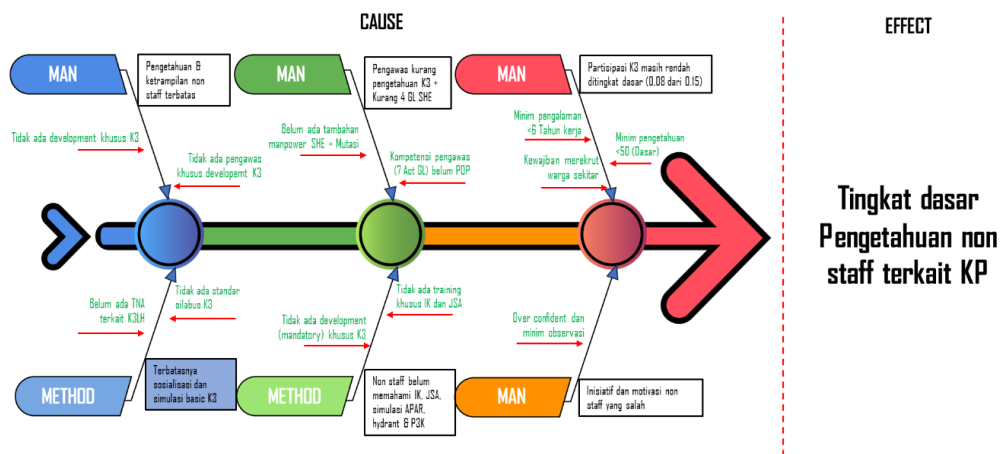 CAUSE
EFFECT
MAN
Pengetahuan &
ketrampilan non
staff terbatas
MAN
Pengawas kurang
pengetahuan K3 +
Kurang 4 GL SHE
MAN
Partisipasi K3 masih rendah
ditingkat dasar (0.08 dari 0.15)
Tidak ada development khusus K3
Tidak ada pengawas
khusus developemt K3
Belum ada tambahan
manpower SHE + Mutasi
Kompetensi pengawas
(7 Act GL) belum POP
Minim pengalaman
<6 Tahun kerja
Minim pengetahuan
<50 (Dasar)
Kewajiban merekrut
warga sekitar
Tingkat dasar
Pengetahuan non
staff terkait KP
Belum ada TNA
terkait K3LH
Tidak ada standar
silabus K3
Tidak ada development
(mandatory) khusus K3
Tidak ada training
khusus IK dan JSA
Over confident dan
minim observasi
METHOD
Terbatasnya
sosialisasi dan
simulasi basic K3
METHOD
Non staff belum
memahami IK, JSA,
simulasi APAR,
hydrant & P3K
MAN
Inisiatif dan motivasi non
staff yang salah